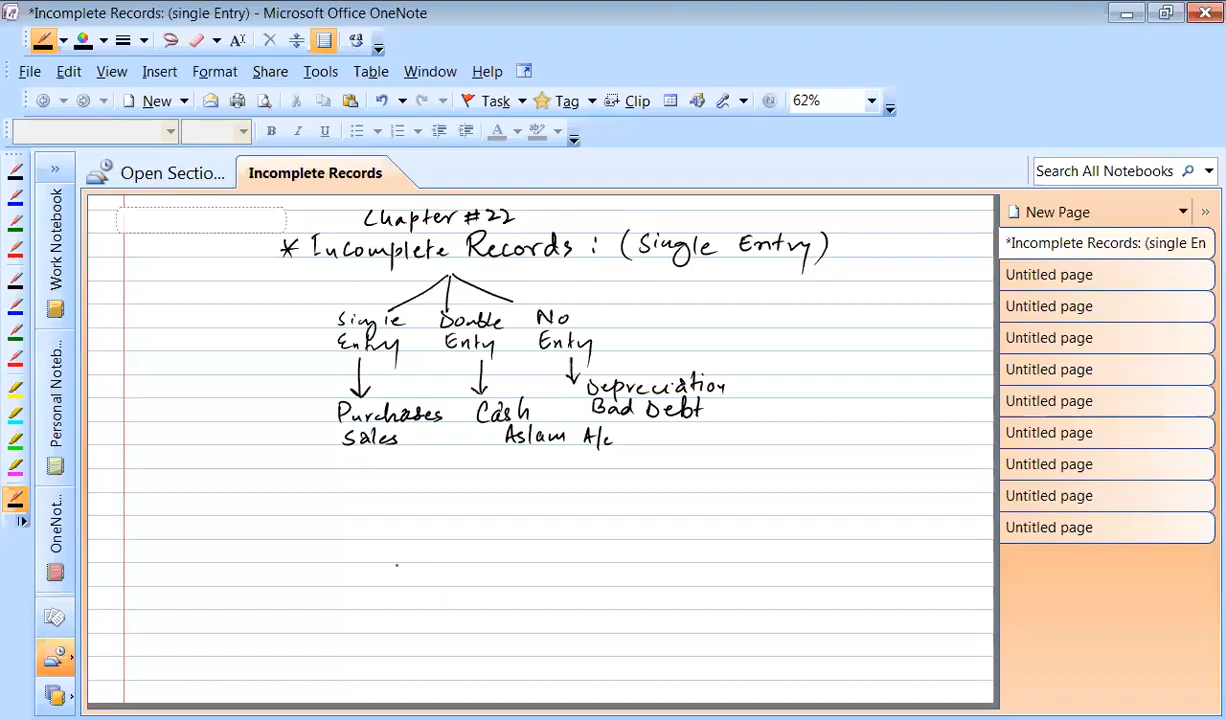 *Incomplete Records: (single Entry) - Microsoft Office OneNote
File Edit View Insert Format Share Tools Table Window Help
New Task Tag Clip 62%
B I U A ab
Open Sectio... Incomplete Records Search All Notebooks
Work Notebook
Personal Noteb...
OneNot...
Chapter #22
* Incomplete Records : (Single Entry)
Single Double No
Entry Entry Entry
Depreciation
Bad Debt
Purchases Cash
Sales Aslam A/c
New Page
*Incomplete Records: (single En
Untitled page
Untitled page
Untitled page
Untitled page
Untitled page
Untitled page
Untitled page
Untitled page
Untitled page